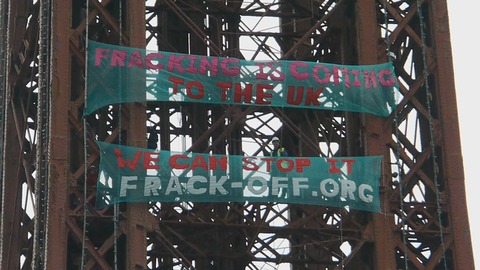 FRACKING IS COMING
TO THE UK
WE CAN STOP IT
FRACK-OFF.ORG